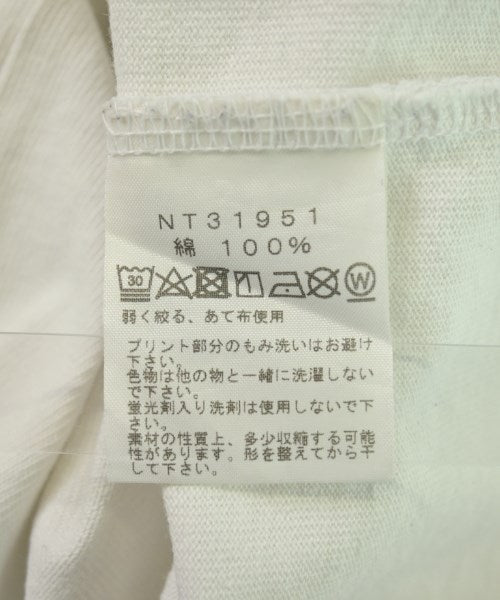 NT31951
綿 100%
30 W
弱く絞る、あて布使用
プリント部分のもみ洗いはお避け
下さい。
色物は他の物と一緒に洗濯しない
で下さい。
蛍光剤入り洗剤は使用しないで下
さい。
素材の性質上、多少収縮する可能
性があります。形を整えてから干
して下さい。